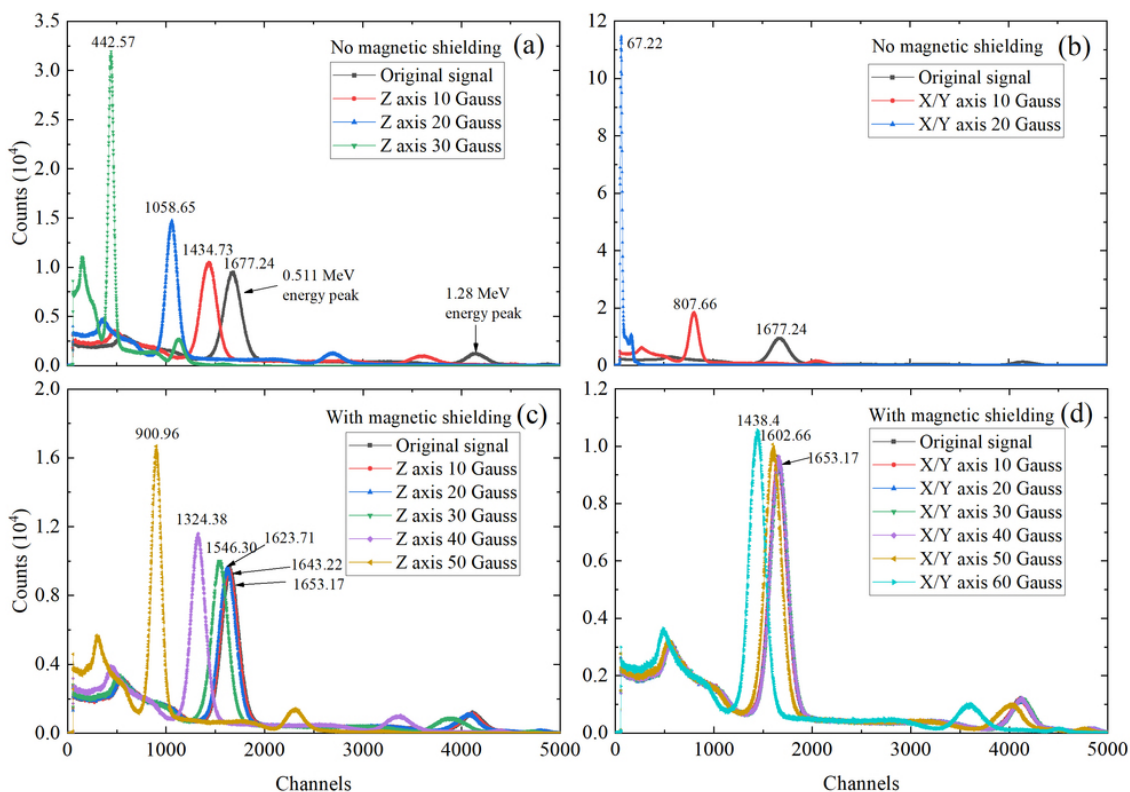 (a)
No magnetic shielding
Original signal
Z axis 10 Gauss
Z axis 20 Gauss
Z axis 30 Gauss
442.57
1058.65
1434.73
1677.24
0.511 MeV
energy peak
1.28 MeV
energy peak
3.5
3.0
2.5
2.0
1.5
1.0
0.5
0.0
Counts (10⁴)
(b)
No magnetic shielding
Original signal
X/Y axis 10 Gauss
X/Y axis 20 Gauss
67.22
807.66
1677.24
12
10
8
6
4
2
0
(c)
With magnetic shielding
Original signal
Z axis 10 Gauss
Z axis 20 Gauss
Z axis 30 Gauss
Z axis 40 Gauss
Z axis 50 Gauss
900.96
1324.38
1546.30
1623.71
1643.22
1653.17
2.0
1.6
1.2
0.8
0.4
0.0
Counts (10⁴)
0 1000 2000 3000 4000 5000
Channels
(d)
With magnetic shielding
Original signal
X/Y axis 10 Gauss
X/Y axis 20 Gauss
X/Y axis 30 Gauss
X/Y axis 40 Gauss
X/Y axis 50 Gauss
X/Y axis 60 Gauss
1438.4
1602.66
1653.17
1.2
1.0
0.8
0.6
0.4
0.2
0.0
0 1000 2000 3000 4000 5000
Channels